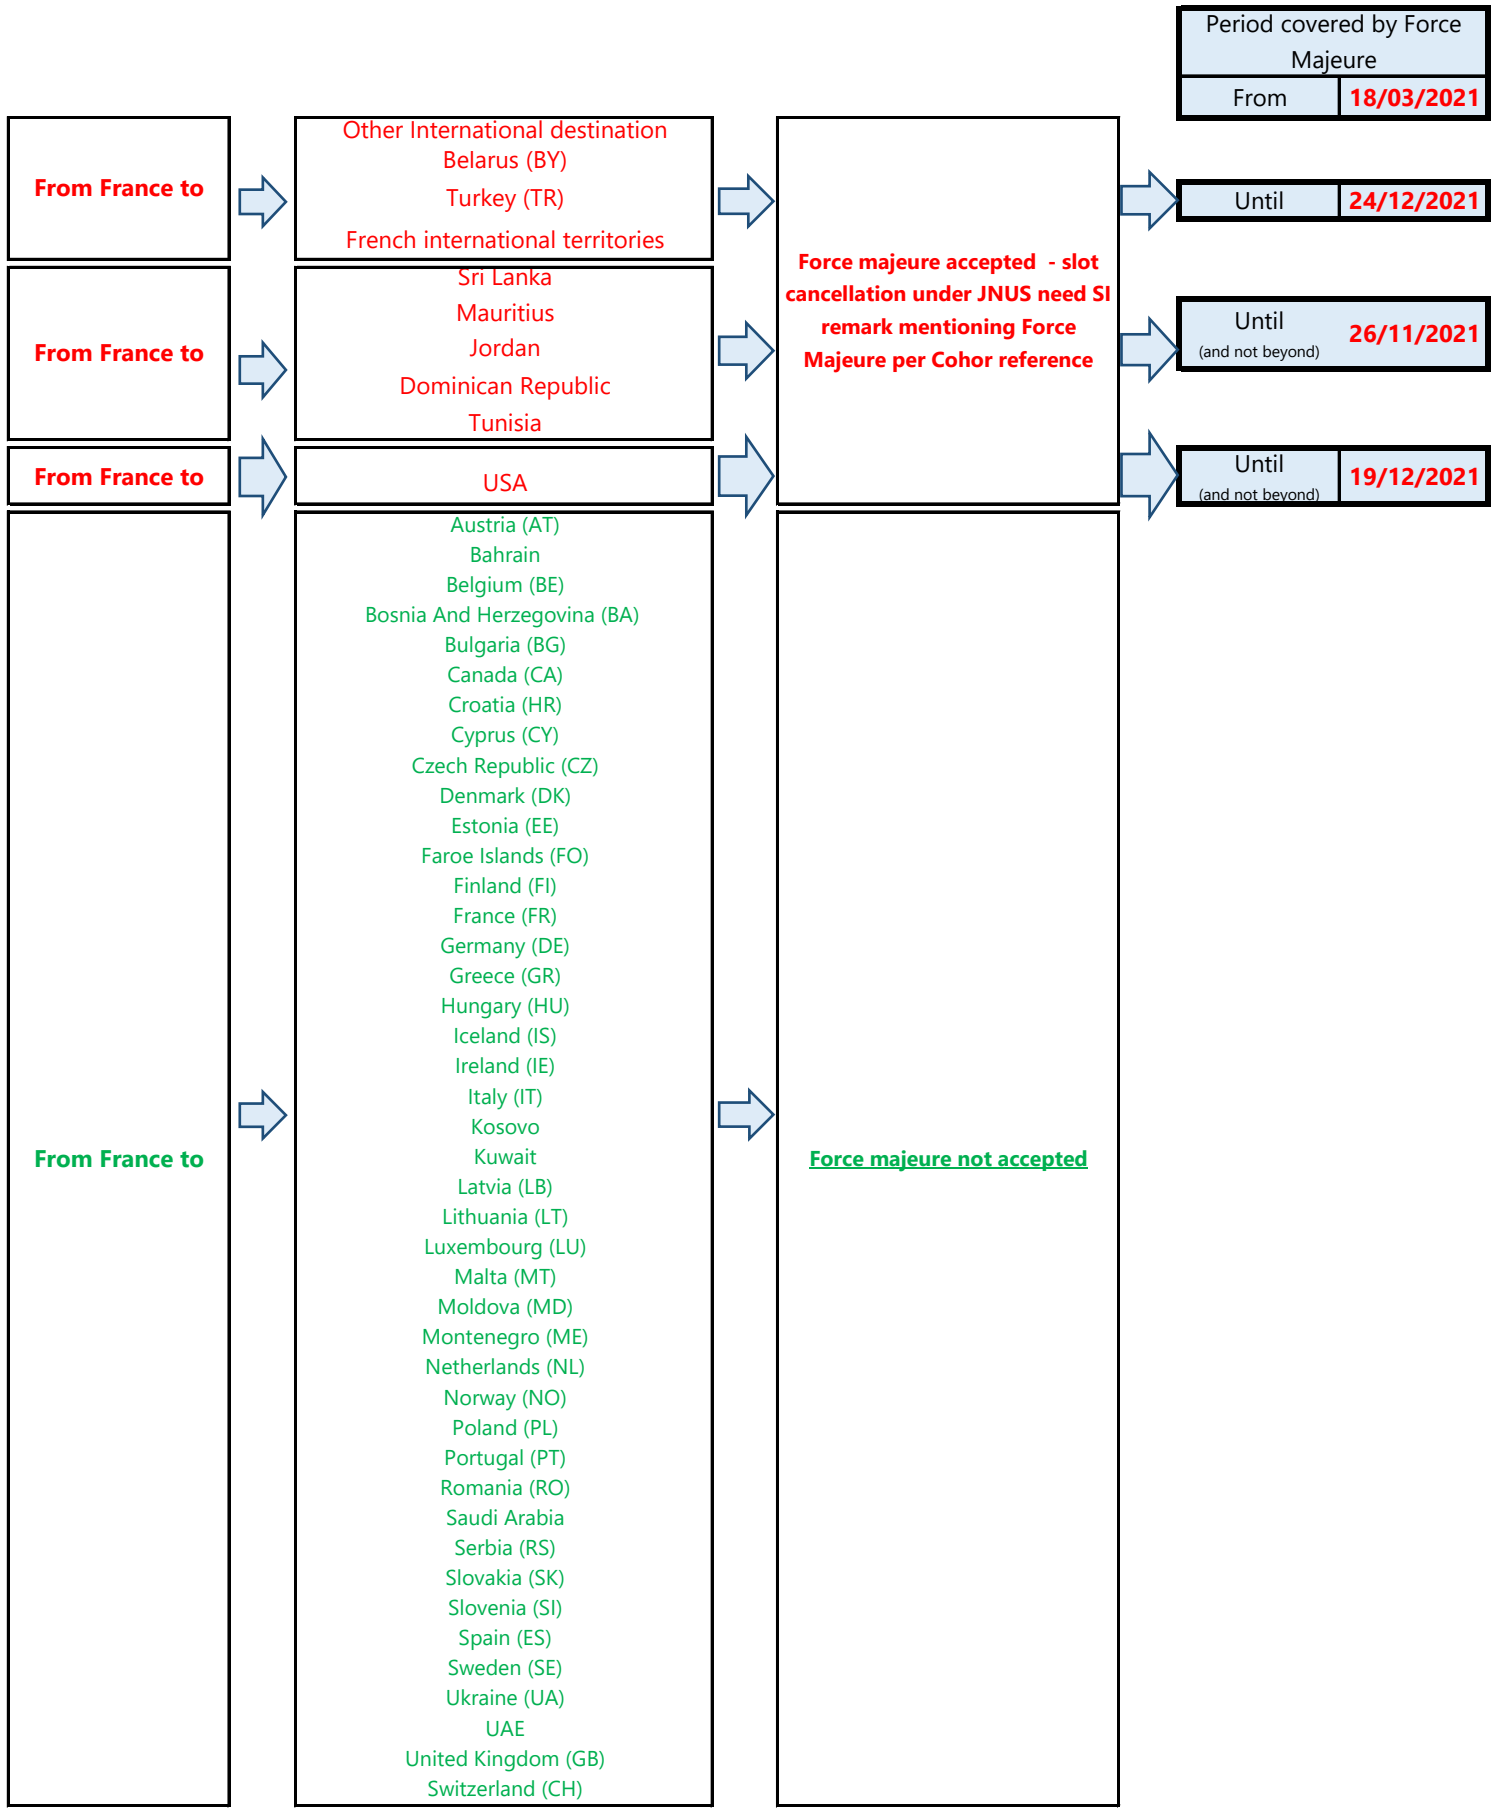 Period covered by Force
Majeure
From 18/03/2021
From France to
Other International destination
Belarus (BY)
Turkey (TR)
French international territories
Until 24/12/2021
From France to
Sri Lanka
Mauritius
Jordan
Dominican Republic
Tunisia
Force majeure accepted - slot
cancellation under JNUS need SI
remark mentioning Force
Majeure per Cohor reference
Until
(and not beyond)
26/11/2021
From France to
USA
Until
(and not beyond)
19/12/2021
From France to
Austria (AT)
Bahrain
Belgium (BE)
Bosnia And Herzegovina (BA)
Bulgaria (BG)
Canada (CA)
Croatia (HR)
Cyprus (CY)
Czech Republic (CZ)
Denmark (DK)
Estonia (EE)
Faroe Islands (FO)
Finland (FI)
France (FR)
Germany (DE)
Greece (GR)
Hungary (HU)
Iceland (IS)
Ireland (IE)
Italy (IT)
Kosovo
Kuwait
Latvia (LB)
Lithuania (LT)
Luxembourg (LU)
Malta (MT)
Moldova (MD)
Montenegro (ME)
Netherlands (NL)
Norway (NO)
Poland (PL)
Portugal (PT)
Romania (RO)
Saudi Arabia
Serbia (RS)
Slovakia (SK)
Slovenia (SI)
Spain (ES)
Sweden (SE)
Ukraine (UA)
UAE
United Kingdom (GB)
Switzerland (CH)
Force majeure not accepted